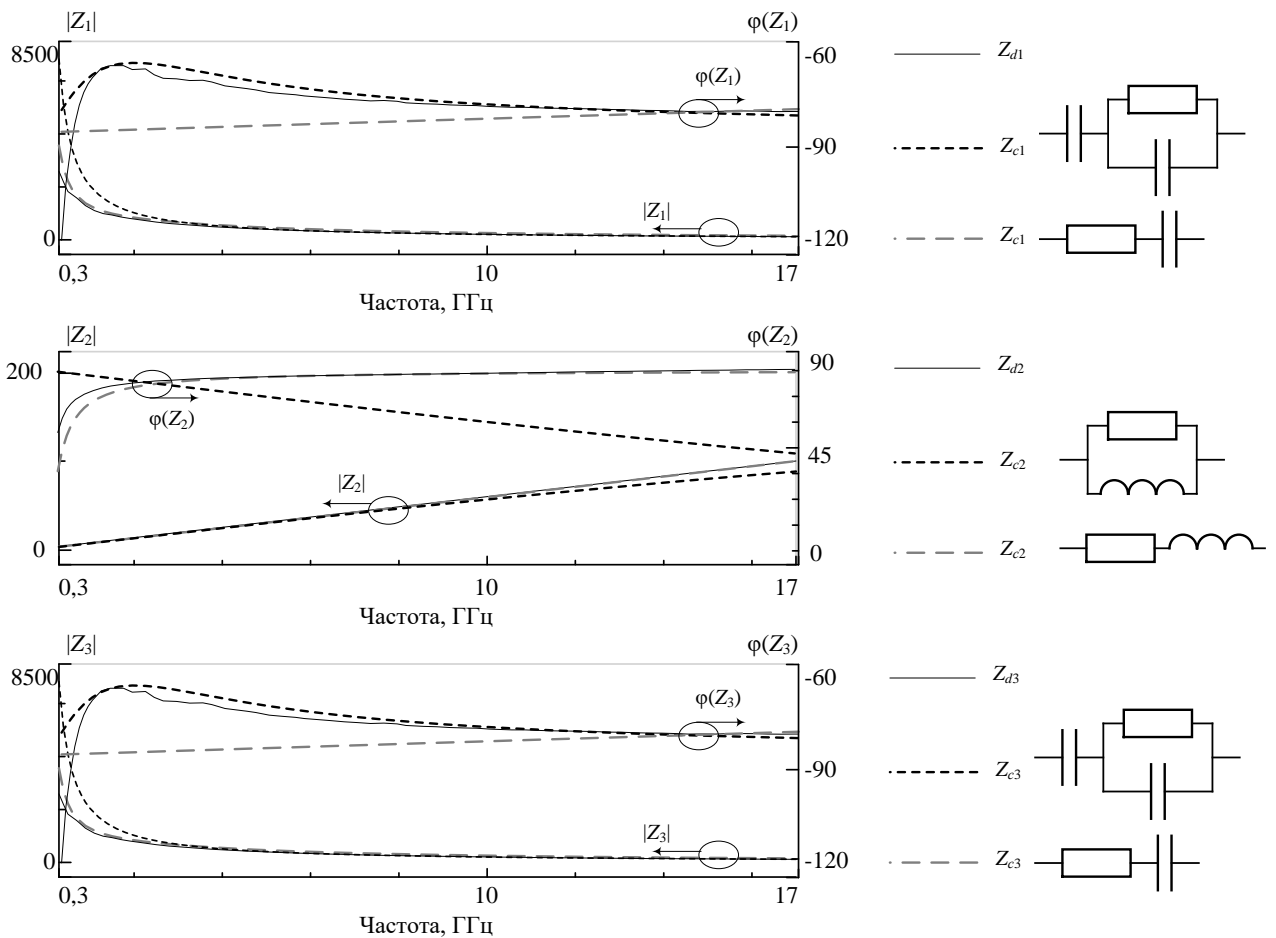 |Z1| φ(Z1)
8500 -60
φ(Z1)
-90
|Z1|
0 -120
0,3 10 17
Частота, ГГц
Zd1
Zc1
Zc1
|Z2| φ(Z2)
200 90
φ(Z2)
45
|Z2|
0 0
0,3 10 17
Частота, ГГц
Zd2
Zc2
Zc2
|Z3| φ(Z3)
8500 -60
φ(Z3)
-90
|Z3|
0 -120
0,3 10 17
Частота, ГГц
Zd3
Zc3
Zc3